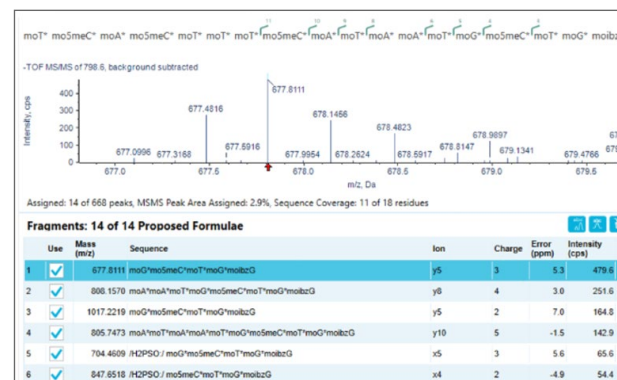 11 10 9 8 6 5 4 3
moT* mo5meC* moA* mo5meC* moT* moT* moT* mo5meC* moA* moT* moA* moA* moT* moG* mo5meC* moT* moG* moibz
-TOF MS/MS of 798.6, background subtracted
Intensity, cps
400
300
200
100
0
677.0996
677.3168
677.4816
677.5916
677.8111
677.9954
678.1456
678.2624
678.4823
678.5917
678.8147
678.9897
679.1341
679.4766
677.0 677.5 678.0 678.5 679.0 679.5
m/z, Da
Assigned: 14 of 668 peaks, MSMS Peak Area Assigned: 2.9%, Sequence Coverage: 11 of 18 residues
Fragments: 14 of 14 Proposed Formulae
Use Mass (m/z) Sequence Ion Charge Error (ppm) Intensity (cps)
1 677.8111 moG*mo5meC*moT*moG*moibzG y5 3 5.3 479.6
2 808.1570 moA*moA*moT*moG*mo5meC*moT*moG*moibzG y8 4 3.0 251.6
3 1017.2219 moG*mo5meC*moT*moG*moibzG y5 2 7.0 164.8
4 805.7473 moA*moT*moA*moA*moT*moG*mo5meC*moT*moG*moibzG y10 5 -1.5 142.9
5 704.4609 /H2PSO:/ moG*mo5meC*moT*moG*moibzG x5 3 5.6 65.6
6 847.6518 /H2PSO:/ mo5meC*moT*moG*moibzG x4 2 -4.9 54.4